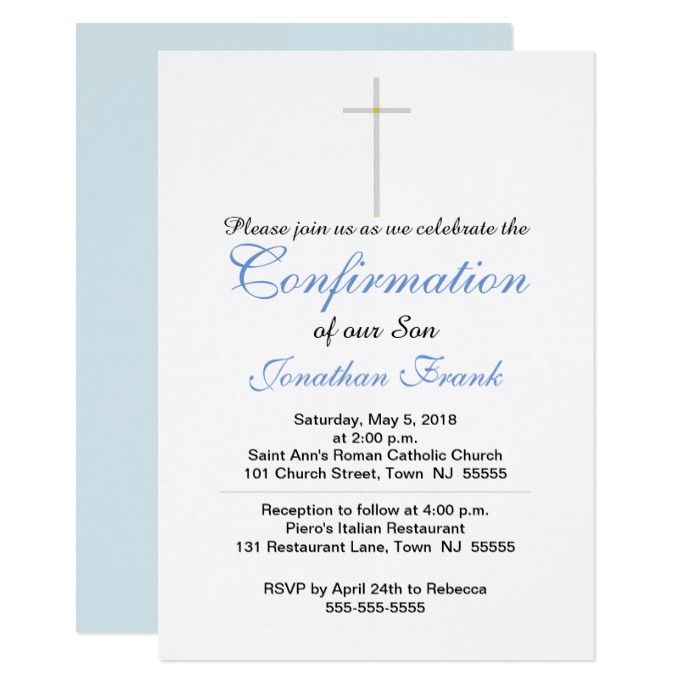 Please join us as we celebrate the
Confirmation
of our Son
Jonathan Frank
Saturday, May 5, 2018
at 2:00 p.m.
Saint Ann's Roman Catholic Church
101 Church Street, Town  NJ  55555
Reception to follow at 4:00 p.m.
Piero's Italian Restaurant
131 Restaurant Lane, Town  NJ  55555
RSVP by April 24th to Rebecca
555-555-5555